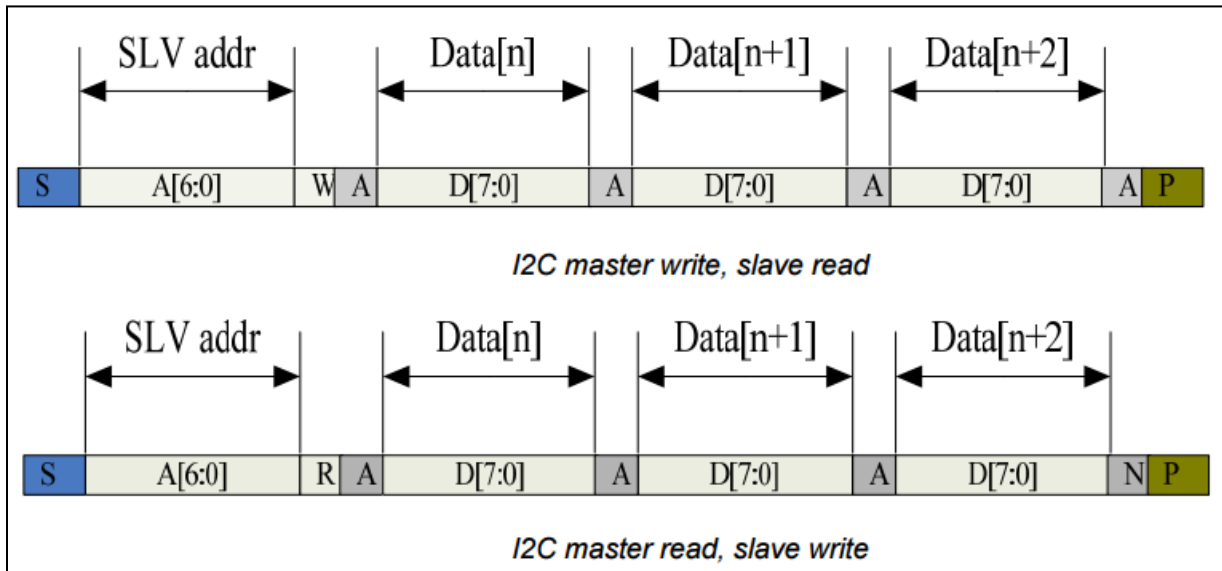 SLV addr Data[n] Data[n+1] Data[n+2]
S A[6:0] W A D[7:0] A D[7:0] A D[7:0] A P
I2C master write, slave read
SLV addr Data[n] Data[n+1] Data[n+2]
S A[6:0] R A D[7:0] A D[7:0] A D[7:0] N P
I2C master read, slave write